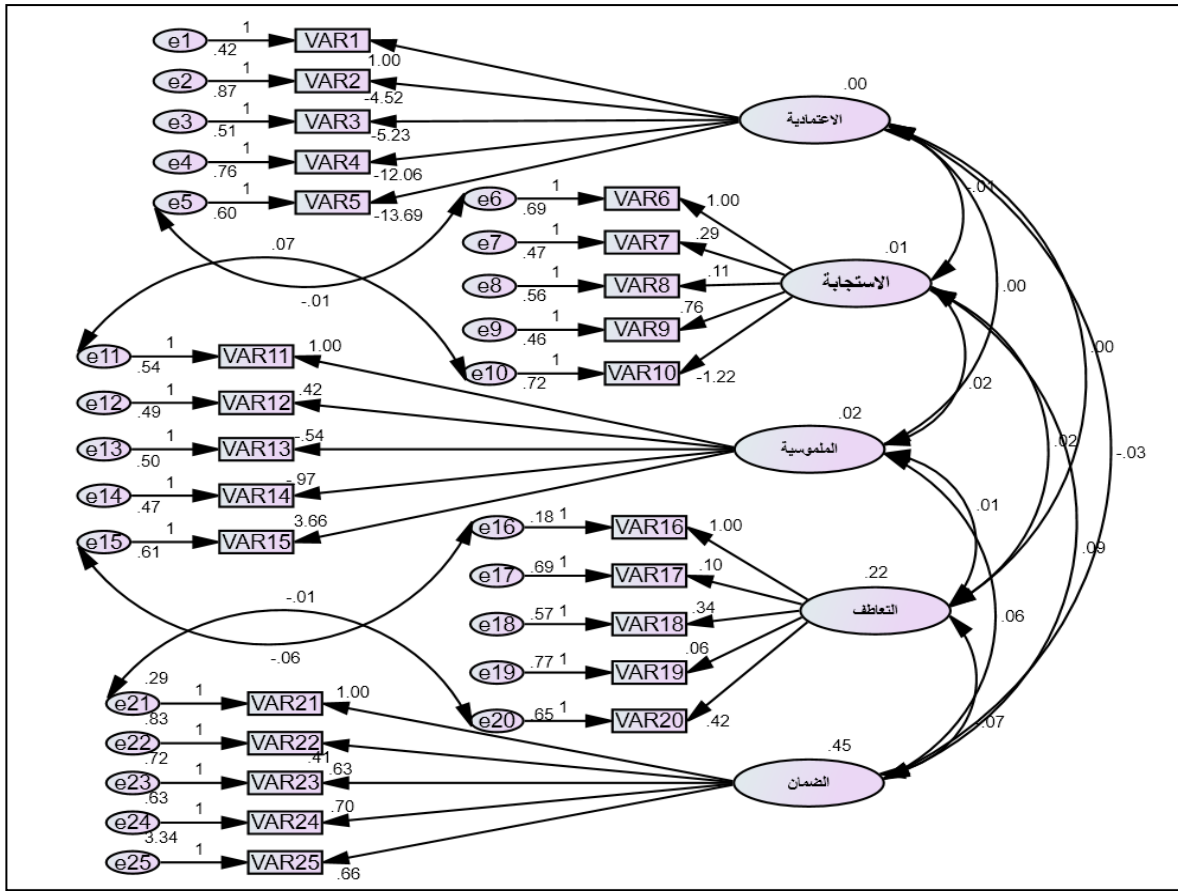 e1 .42 1 VAR1 1.00
e2 .87 1 VAR2 -4.52
e3 .51 1 VAR3 -5.23
e4 .76 1 VAR4 -12.06
e5 .60 1 VAR5 -13.69
الاعتمادية .00
e6 .69 1 VAR6 1.00
e7 .47 1 VAR7 .29
e8 .56 1 VAR8 .11
e9 .46 1 VAR9 .76
e10 .72 1 VAR10 -1.22
الاستجابة .01
.07
-.01
e11 .54 1 VAR11 1.00
e12 .49 1 VAR12 .42
e13 .50 1 VAR13 -.54
e14 .47 1 VAR14 -.97
e15 .61 1 VAR15 3.66
الملموسية .02
e16 .18 1 VAR16 1.00
e17 .69 1 VAR17 .10
e18 .57 1 VAR18 .34
e19 .77 1 VAR19 .06
e20 .65 1 VAR20 .42
التعاطف .22
-.01
-.06
e21 .29 1 VAR21 1.00
e22 .83 1 VAR22 .41
e23 .72 1 VAR23 .63
e24 .63 1 VAR24 .70
e25 3.34 1 VAR25 .66
الضمان .45
-.01
.00
.00
-.03
.02
.02
.09
.01
.06
.07